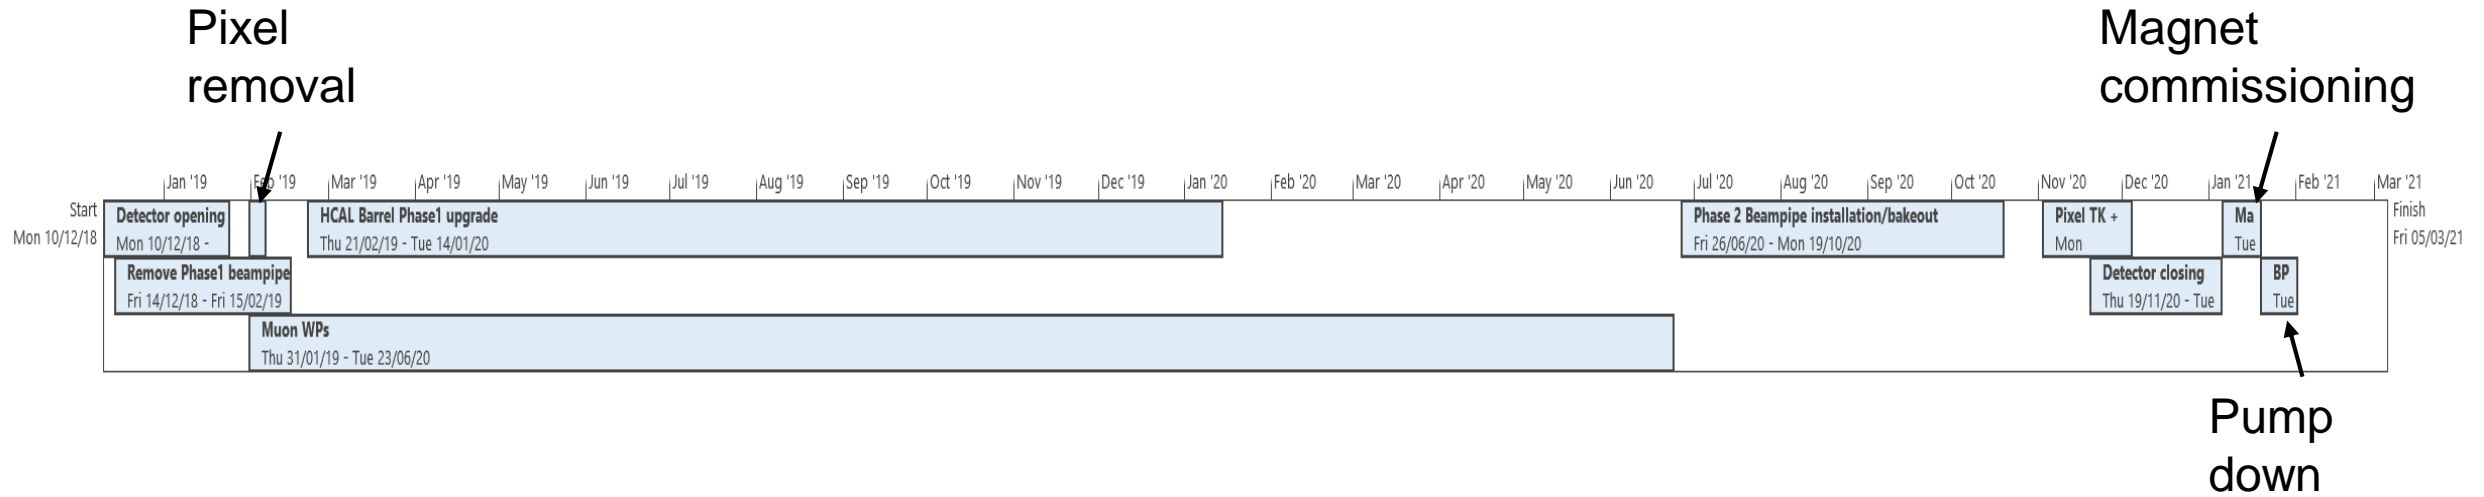 Pixel
removal
Magnet
commissioning
Jan '19
Feb '19
Mar '19
Apr '19
May '19
Jun '19
Jul '19
Aug '19
Sep '19
Oct '19
Nov '19
Dec '19
Jan '20
Feb '20
Mar '20
Apr '20
May '20
Jun '20
Jul '20
Aug '20
Sep '20
Oct '20
Nov '20
Dec '20
Jan '21
Feb '21
Mar '21
Start
Mon 10/12/18
Detector opening
Mon 10/12/18 -
HCAL Barrel Phase1 upgrade
Thu 21/02/19 - Tue 14/01/20
Phase 2 Beampipe installation/bakeout
Fri 26/06/20 - Mon 19/10/20
Pixel TK +
Mon
Ma
Tue
Finish
Fri 05/03/21
Remove Phase1 beampipe
Fri 14/12/18 - Fri 15/02/19
Detector closing
Thu 19/11/20 - Tue
BP
Tue
Muon WPs
Thu 31/01/19 - Tue 23/06/20
Pump
down